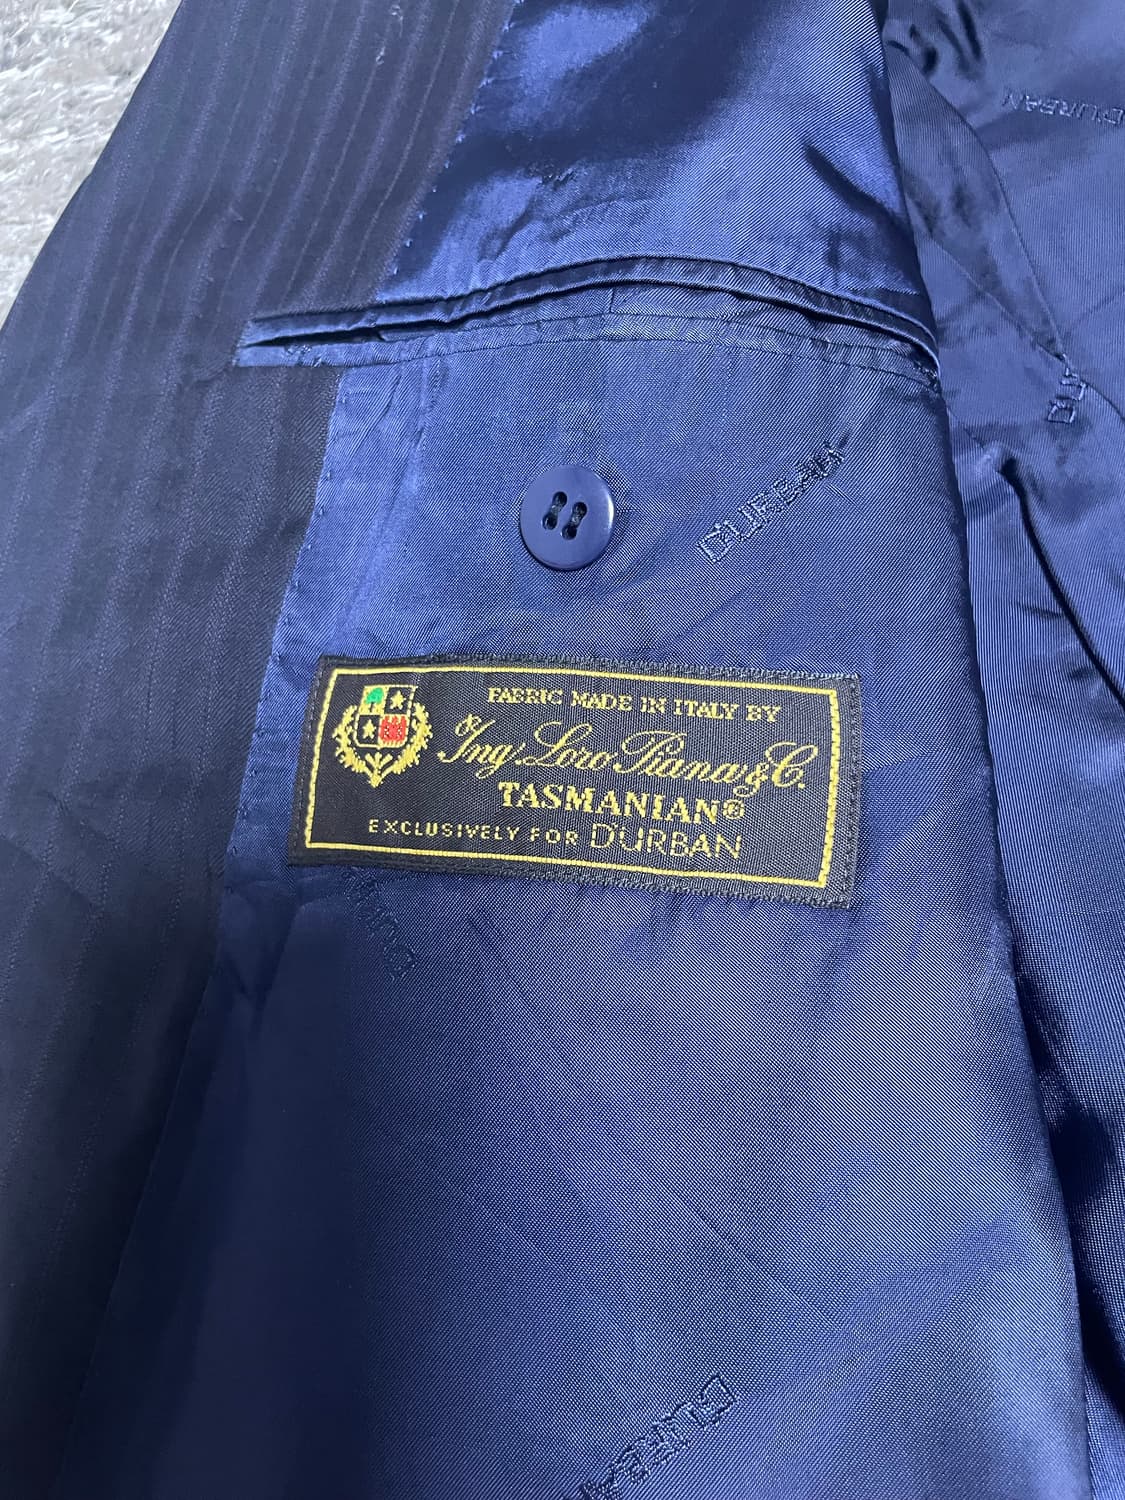 D'URBAN
D'URBAN
FABRIC MADE IN ITALY BY
Ing. Loro Piana & C.
TASMANIAN®
EXCLUSIVELY FOR D'URBAN